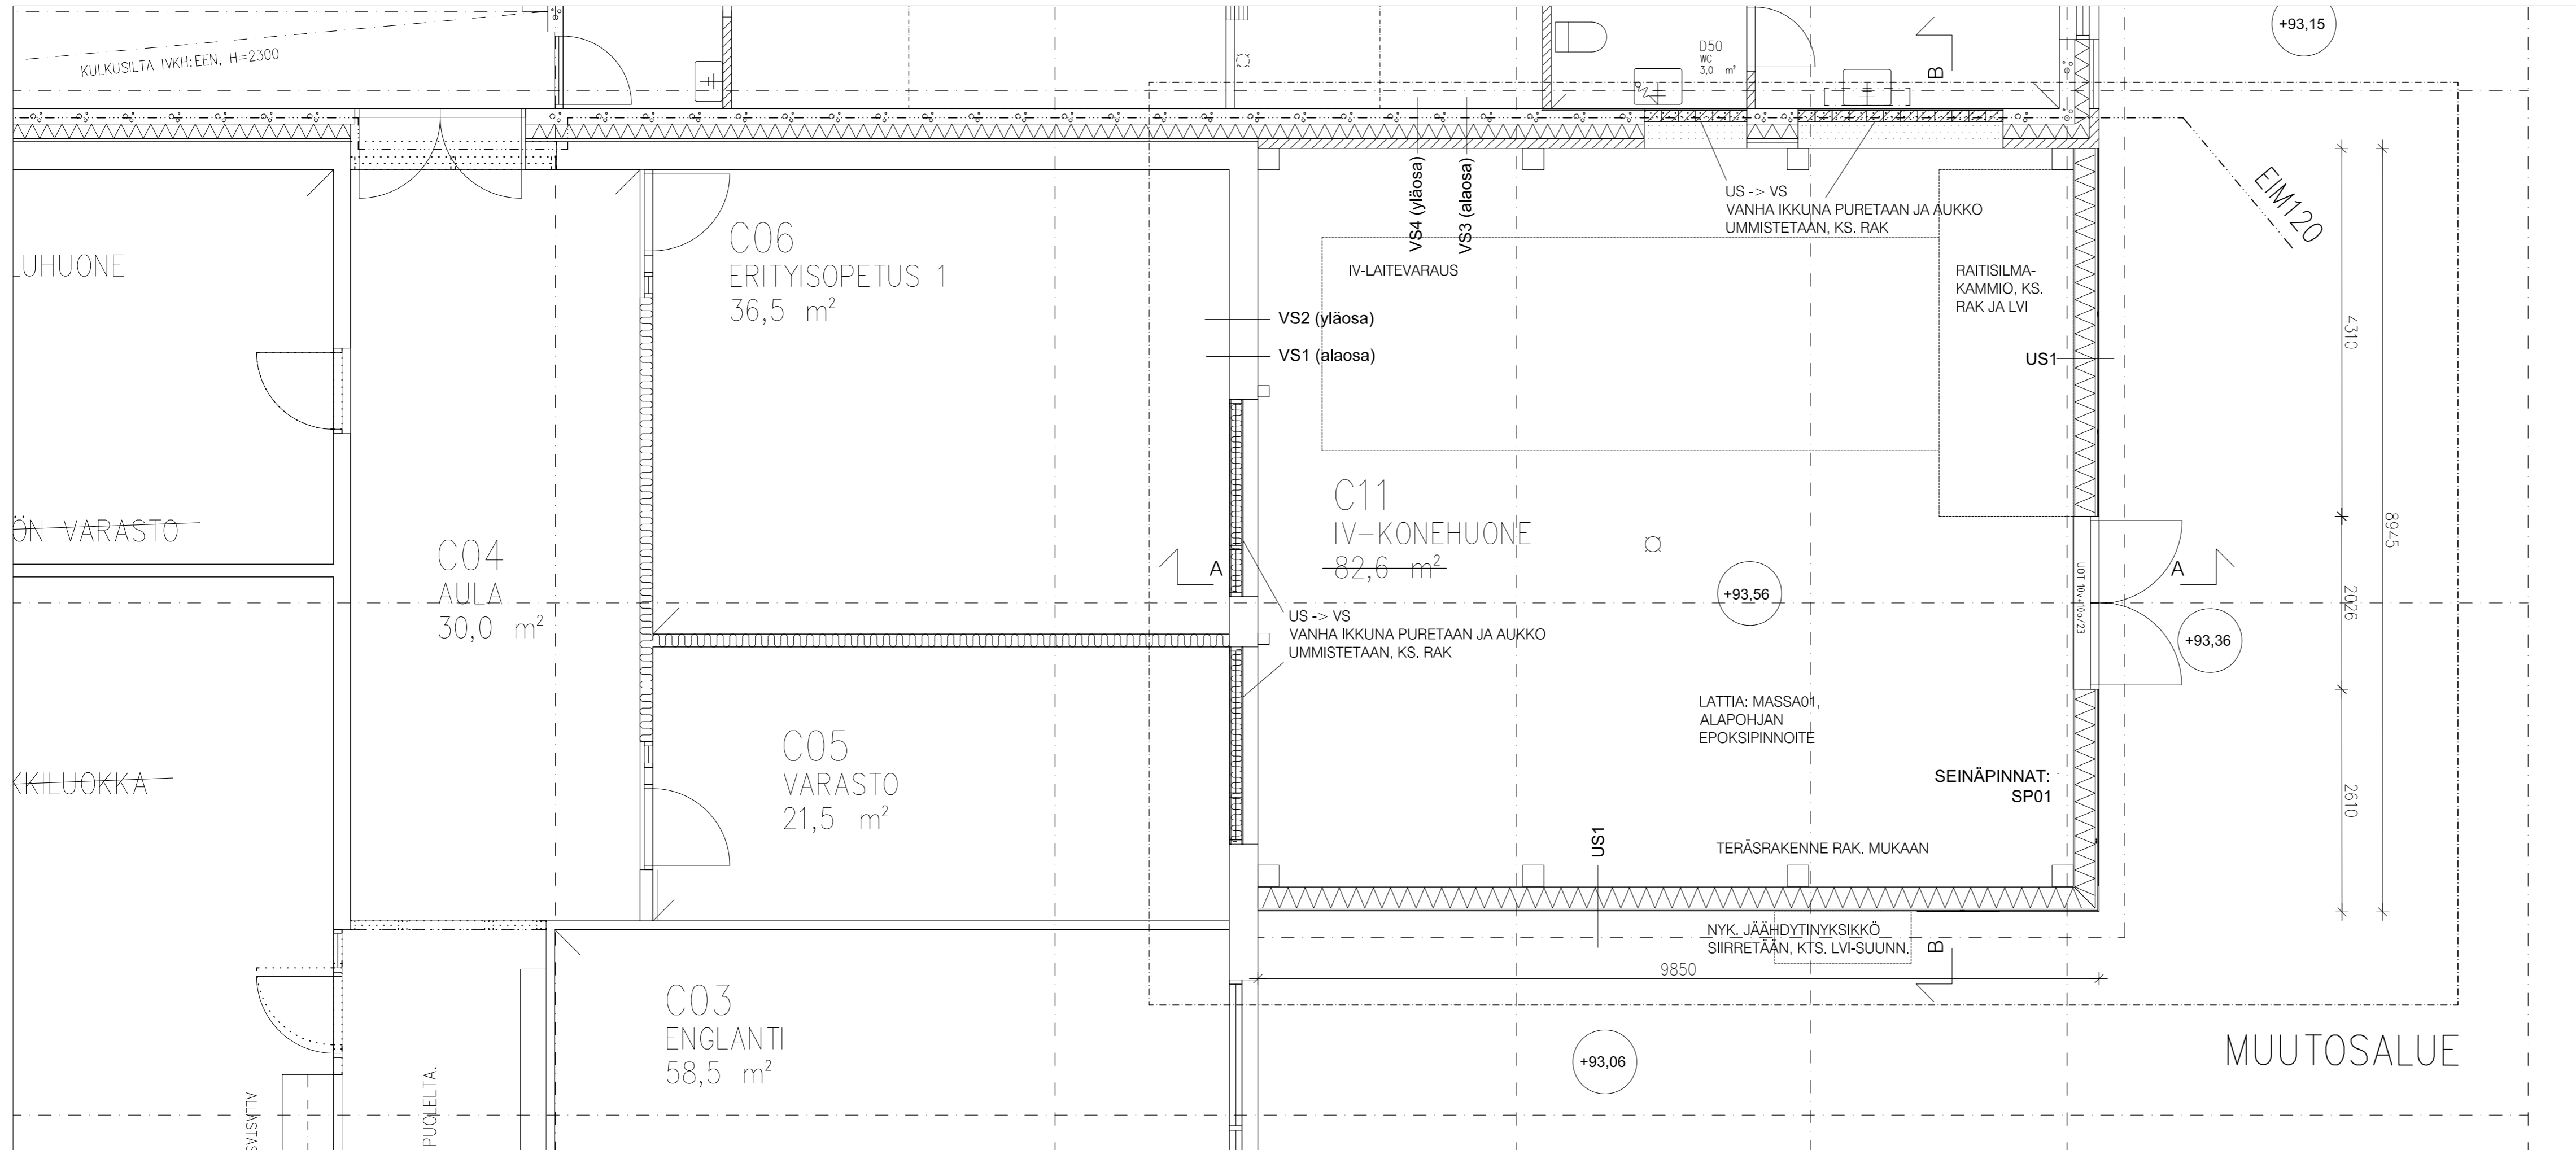 KULKUSILTA IVKH:EEN, H=2300
D50
WC
3,0 m²
B
+93,15
EIM120
LUHUONE
ÖN VARASTO
KKILUOKKA
C04
AULA
30,0 m²
C06
ERITYISOPETUS 1
36,5 m²
VS2 (yläosa)
VS1 (alaosa)
VS4 (yläosa)
VS3 (alaosa)
US -> VS
VANHA IKKUNA PURETAAN JA AUKKO
UMMISTETAAN, KS. RAK
IV-LAITEVARAUS
RAITISILMA-
KAMMIO, KS.
RAK JA LVI
US1
4310
8945
2026
2610
C11
IV-KONEHUONE
82,6 m²
A
+93,56
UOT 10v+10o/23
A
+93,36
US -> VS
VANHA IKKUNA PURETAAN JA AUKKO
UMMISTETAAN, KS. RAK
C05
VARASTO
21,5 m²
LATTIA: MASSA01,
ALAPOHJAN
EPOKSIPINNOITE
SEINÄPINNAT:
SP01
US1
TERÄSRAKENNE RAK. MUKAAN
NYK. JÄÄHDYTINYKSIKKÖ
SIIRRETÄÄN, KTS. LVI-SUUNN.
B
9850
C03
ENGLANTI
58,5 m²
+93,06
MUUTOSALUE
ALLASTAS
PUOLELTA.